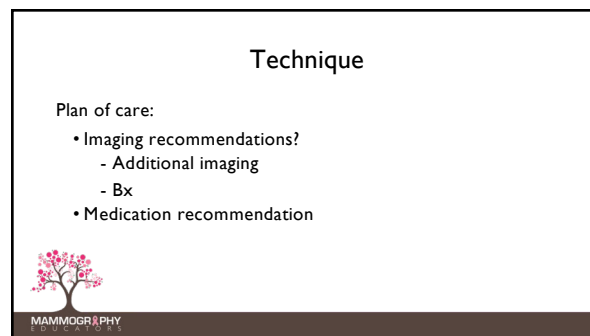 Technique
Plan of care:
• Imaging recommendations?
- Additional imaging
- Bx
• Medication recommendation
MAMMOGRAPHY
EDUCATORS